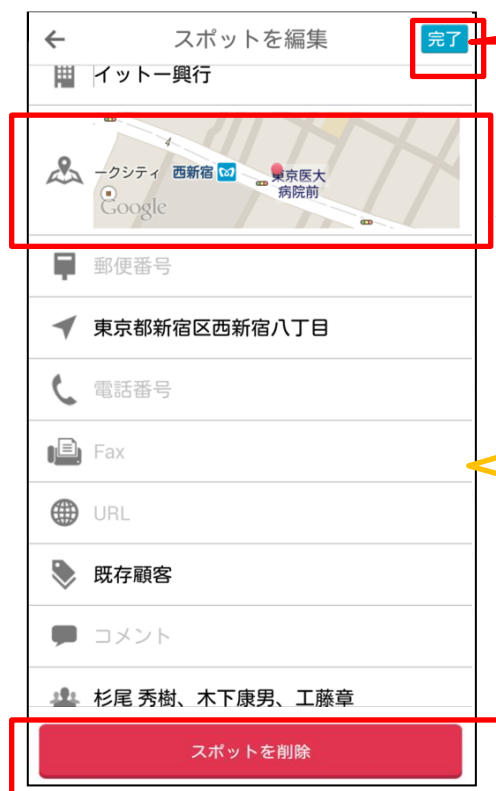 スポットを編集
完了
イットー興行
4
ークシティ 西新宿
東京医大
病院前
Google
郵便番号
東京都新宿区西新宿八丁目
電話番号
Fax
URL
既存顧客
コメント
杉尾 秀樹、木下康男、工藤章
スポットを削除